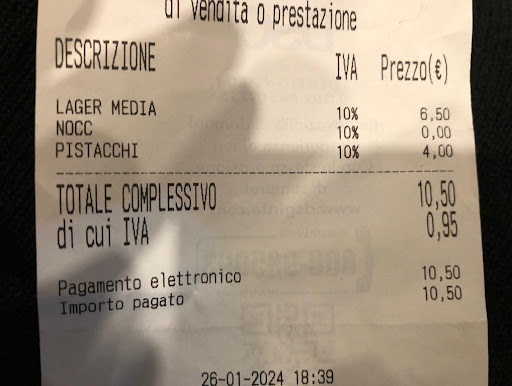 di vendita o prestazione
DESCRIZIONE IVA Prezzo(€)
LAGER MEDIA 10% 6,50
NOCC 10% 0,00
PISTACCHI 10% 4,00
TOTALE COMPLESSIVO 10,50
di cui IVA 0,95
Pagamento elettronico 10,50
Importo pagato 10,50
26-01-2024 18:39